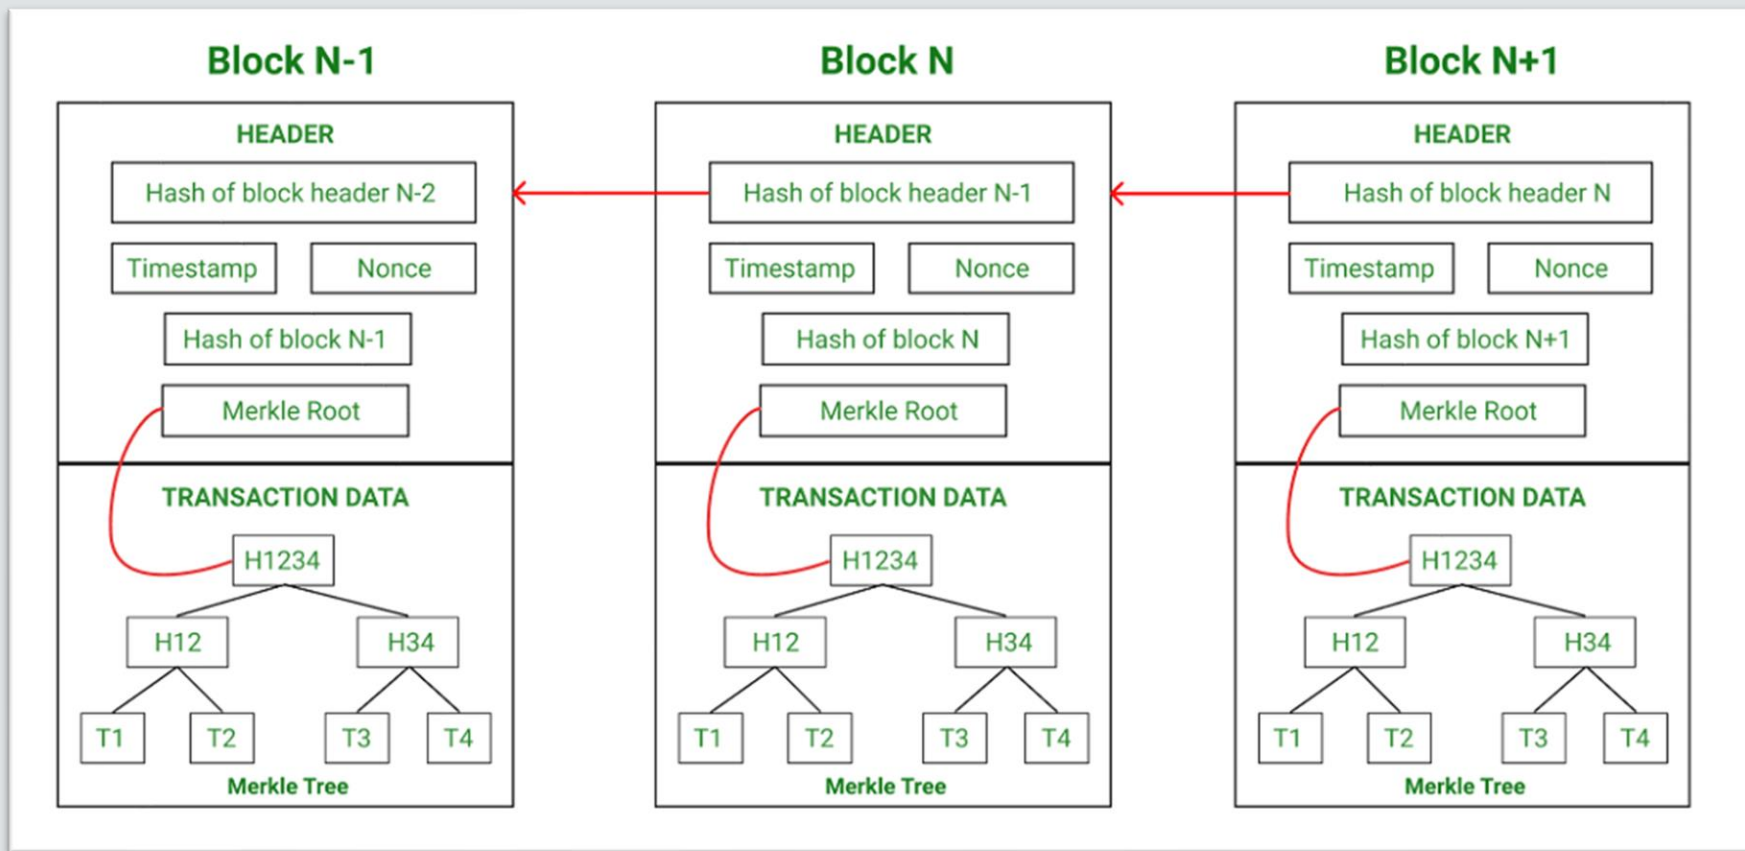 Block N-1
HEADER
Hash of block header N-2
Timestamp
Nonce
Hash of block N-1
Merkle Root
TRANSACTION DATA
H1234
H12
H34
T1
T2
T3
T4
Merkle Tree
Block N
HEADER
Hash of block header N-1
Timestamp
Nonce
Hash of block N
Merkle Root
TRANSACTION DATA
H1234
H12
H34
T1
T2
T3
T4
Merkle Tree
Block N+1
HEADER
Hash of block header N
Timestamp
Nonce
Hash of block N+1
Merkle Root
TRANSACTION DATA
H1234
H12
H34
T1
T2
T3
T4
Merkle Tree